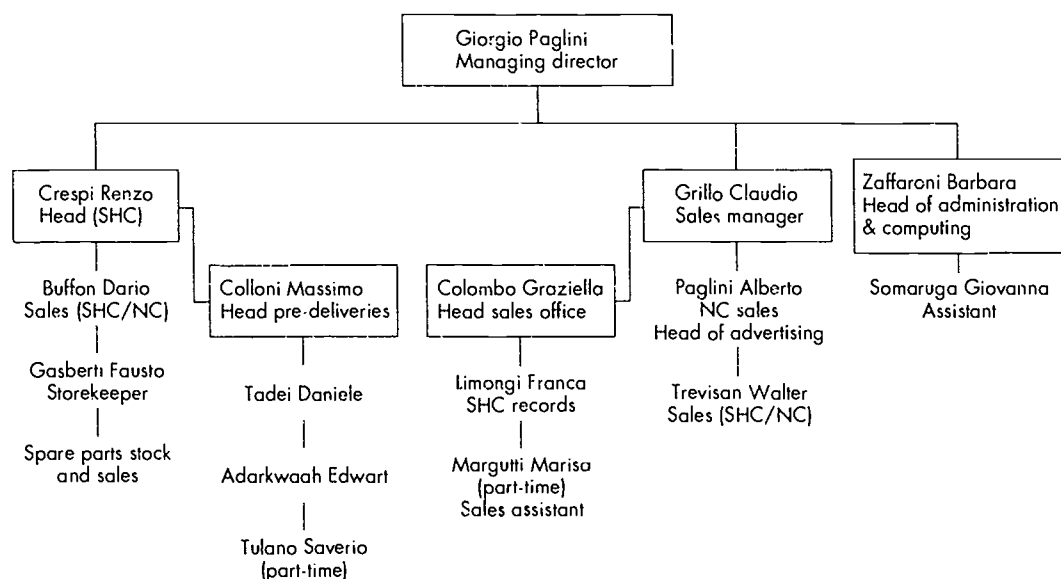 Giorgio Paglini
Managing director
Crespi Renzo
Head (SHC)
Grillo Claudio
Sales manager
Zaffaroni Barbara
Head of administration
& computing
Buffon Dario
Sales (SHC/NC)
Colloni Massimo
Head pre-deliveries
Colombo Graziella
Head sales office
Paglini Alberto
NC sales
Head of advertising
Somaruga Giovanna
Assistant
Gasberti Fausto
Storekeeper
Tadei Daniele
Limongi Franca
SHC records
Trevisan Walter
Sales (SHC/NC)
Spare parts stock
and sales
Adarkwaah Edwart
Margutti Marisa
(part-time)
Sales assistant
Tulano Saverio
(part-time)